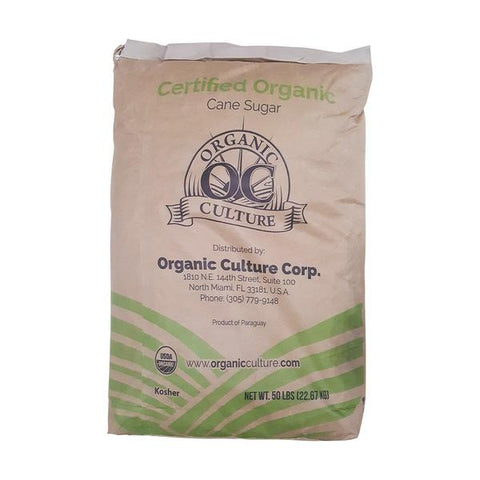 Certified Organic
Cane Sugar
ORGANIC
OC
CULTURE
Distributed by:
Organic Culture Corp.
1810 N.E. 144th Street, Suite 100
North Miami, FL 33181, U.S.A.
Phone: (305) 779-9148
Product of Paraguay
USDA
ORGANIC
www.organicculture.com
Kosher
NET WT. 50 LBS (22.67 KG)